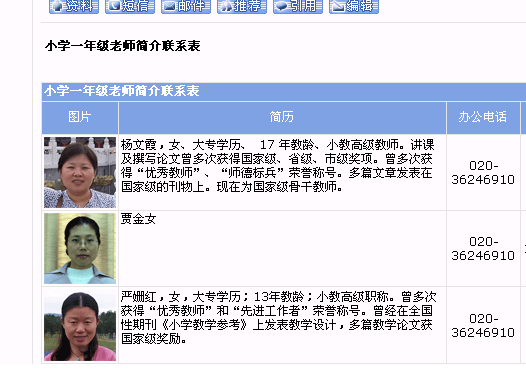 资料 短信 邮件 推荐 引用 编辑
小学一年级老师简介联系表
小学一年级老师简介联系表
图片 简历 办公电话
杨文霞，女、大专学历、 17 年教龄、小教高级教师。讲课
及撰写论文曾多次获得国家级、省级、市级奖项。曾多次获
得“优秀教师”、“师德标兵”荣誉称号。多篇文章发表在
国家级的刊物上。现在为国家级骨干教师。
020-
36246910
贾金女
020-
36246910
严姗红，女，大专学历；13年教龄；小教高级职称。曾多次
获得“优秀教师”和“先进工作者”荣誉称号。曾经在全国
性期刊《小学教学参考》上发表教学设计，多篇教学论文获
国家级奖励。
020-
36246910